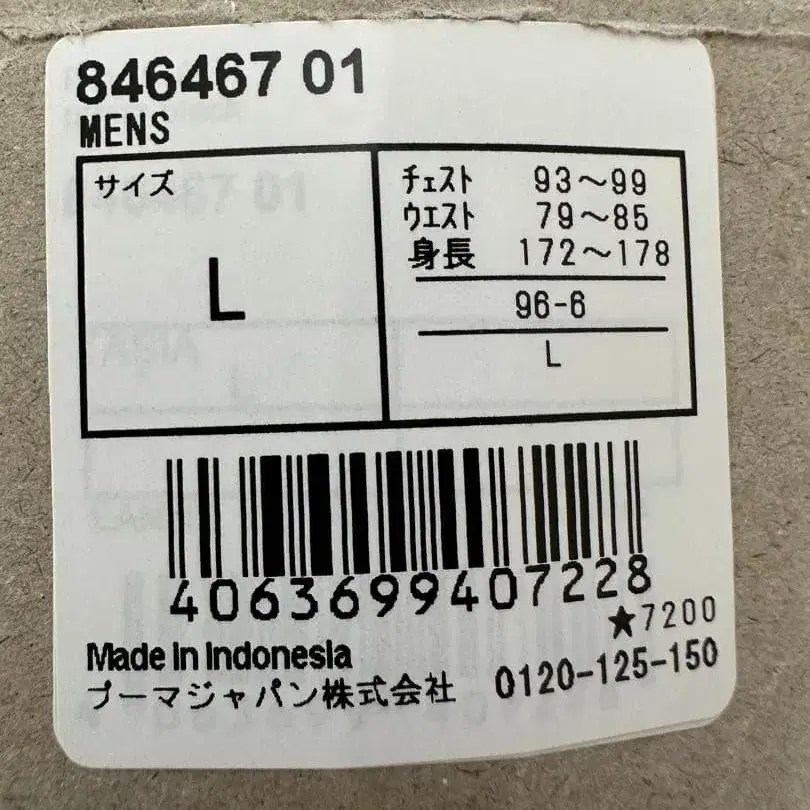 846467 01
MENS
サイズ
L
チェスト 93～99
ウエスト 79～85
身長 172～178
96-6
L
4063699407228
★7200
Made in Indonesia
プーマジャパン株式会社 0120-125-150